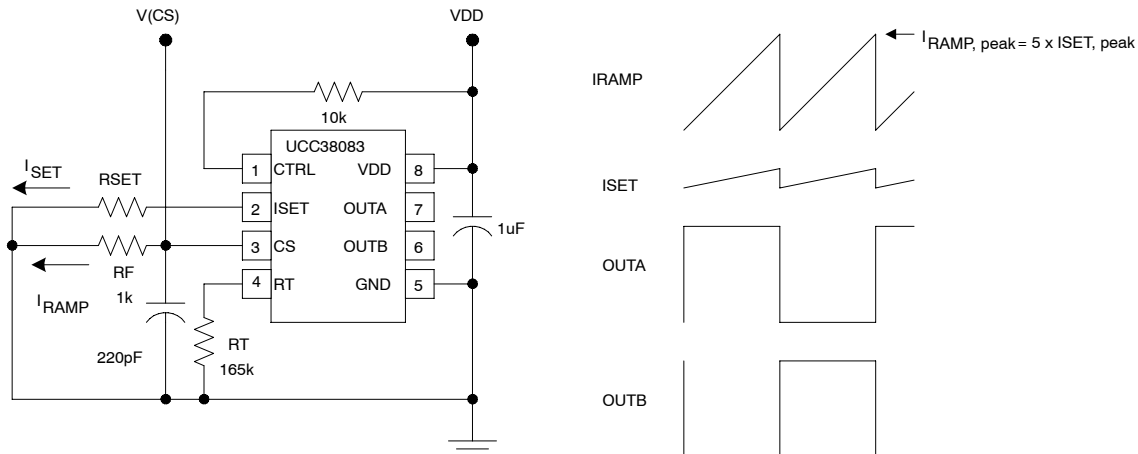 V(CS)
VDD
10k
UCC38083
1 CTRL VDD 8
2 ISET OUTA 7
3 CS OUTB 6
4 RT GND 5
ISET
RSET
RF
1k
IRAMP
220pF
RT
165k
1uF
IRAMP, peak = 5 x ISET, peak
IRAMP
ISET
OUTA
OUTB